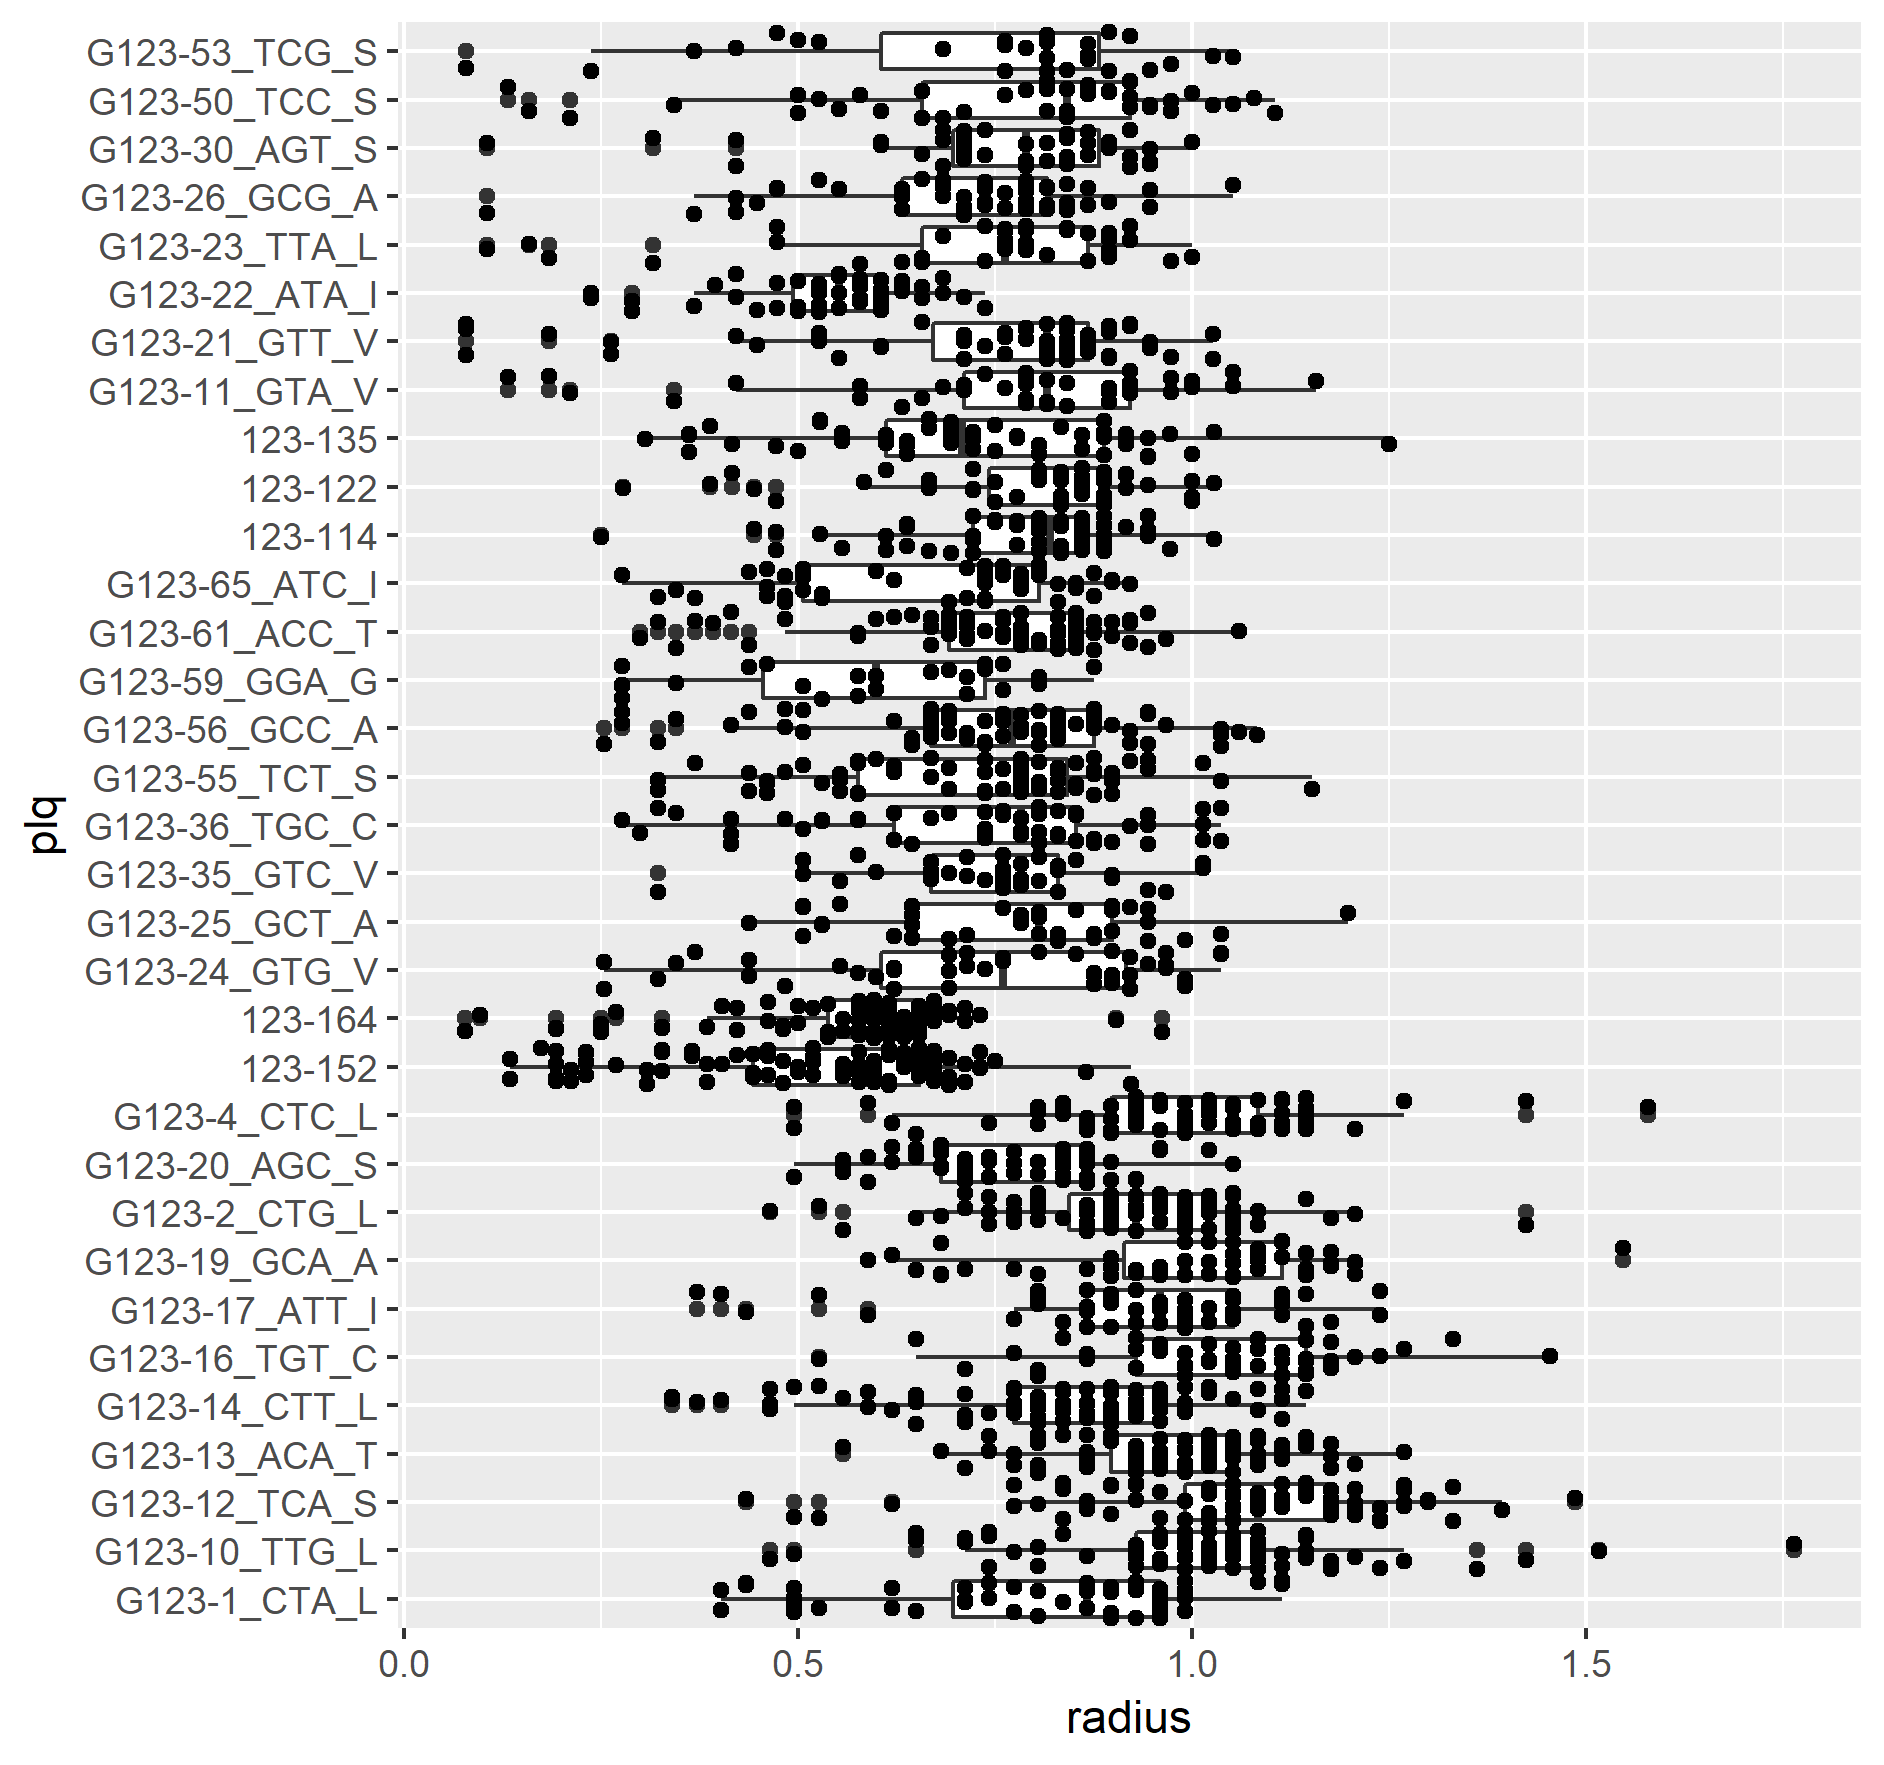 G123-53_TCG_S
G123-50_TCC_S
G123-30_AGT_S
G123-26_GCG_A
G123-23_TTA_L
G123-22_ATA_I
G123-21_GTT_V
G123-11_GTA_V
123-135
123-122
123-114
G123-65_ATC_I
G123-61_ACC_T
G123-59_GGA_G
G123-56_GCC_A
G123-55_TCT_S
G123-36_TGC_C
G123-35_GTC_V
G123-25_GCT_A
G123-24_GTG_V
123-164
123-152
G123-4_CTC_L
G123-20_AGC_S
G123-2_CTG_L
G123-19_GCA_A
G123-17_ATT_I
G123-16_TGT_C
G123-14_CTT_L
G123-13_ACA_T
G123-12_TCA_S
G123-10_TTG_L
G123-1_CTA_L
plq
0.0 0.5 1.0 1.5
radius